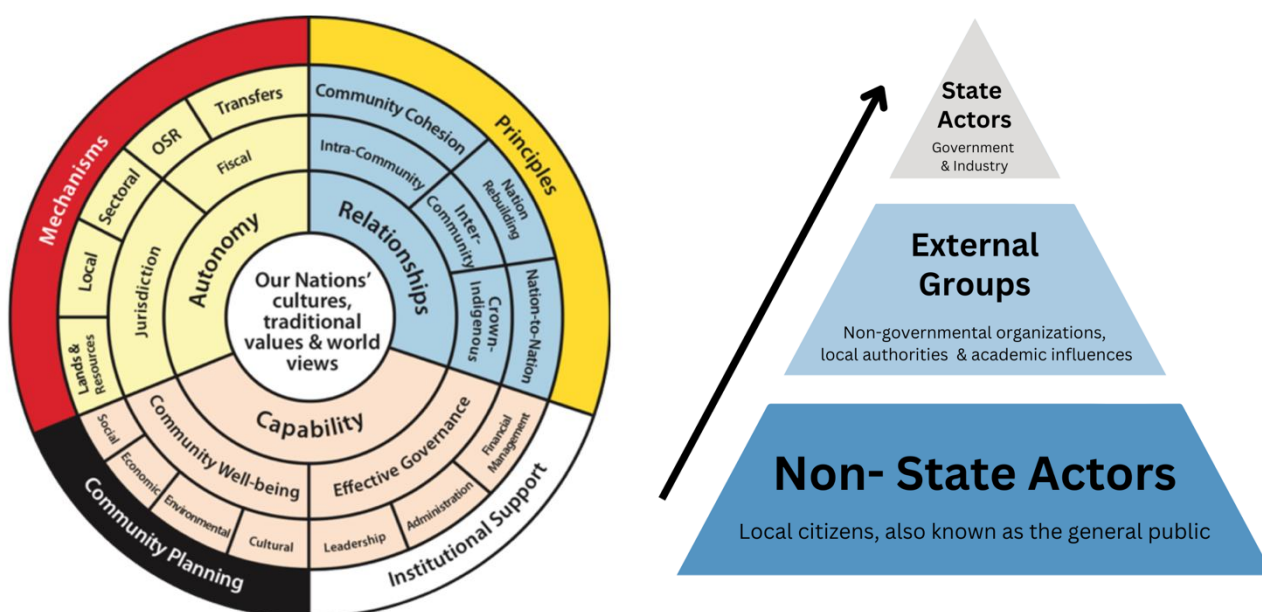 Mechanisms
Principles
Community Planning
Institutional Support
Transfers
OSR
Sectoral
Local
Lands &
Resources
Fiscal
Jurisdiction
Autonomy
Community Cohesion
Nation
Rebuilding
Nation-to-Nation
Intra-Community
Inter-
Community
Crown-
Indigenous
Relationships
Our Nations'
cultures,
traditional
values & world
views
Capability
Community Well-being
Effective Governance
Social
Economic
Environmental
Cultural
Leadership
Administration
Financial
Management
State
Actors
Government
& Industry
External
Groups
Non-governmental organizations,
local authorities & academic influences
Non- State Actors
Local citizens, also known as the general public